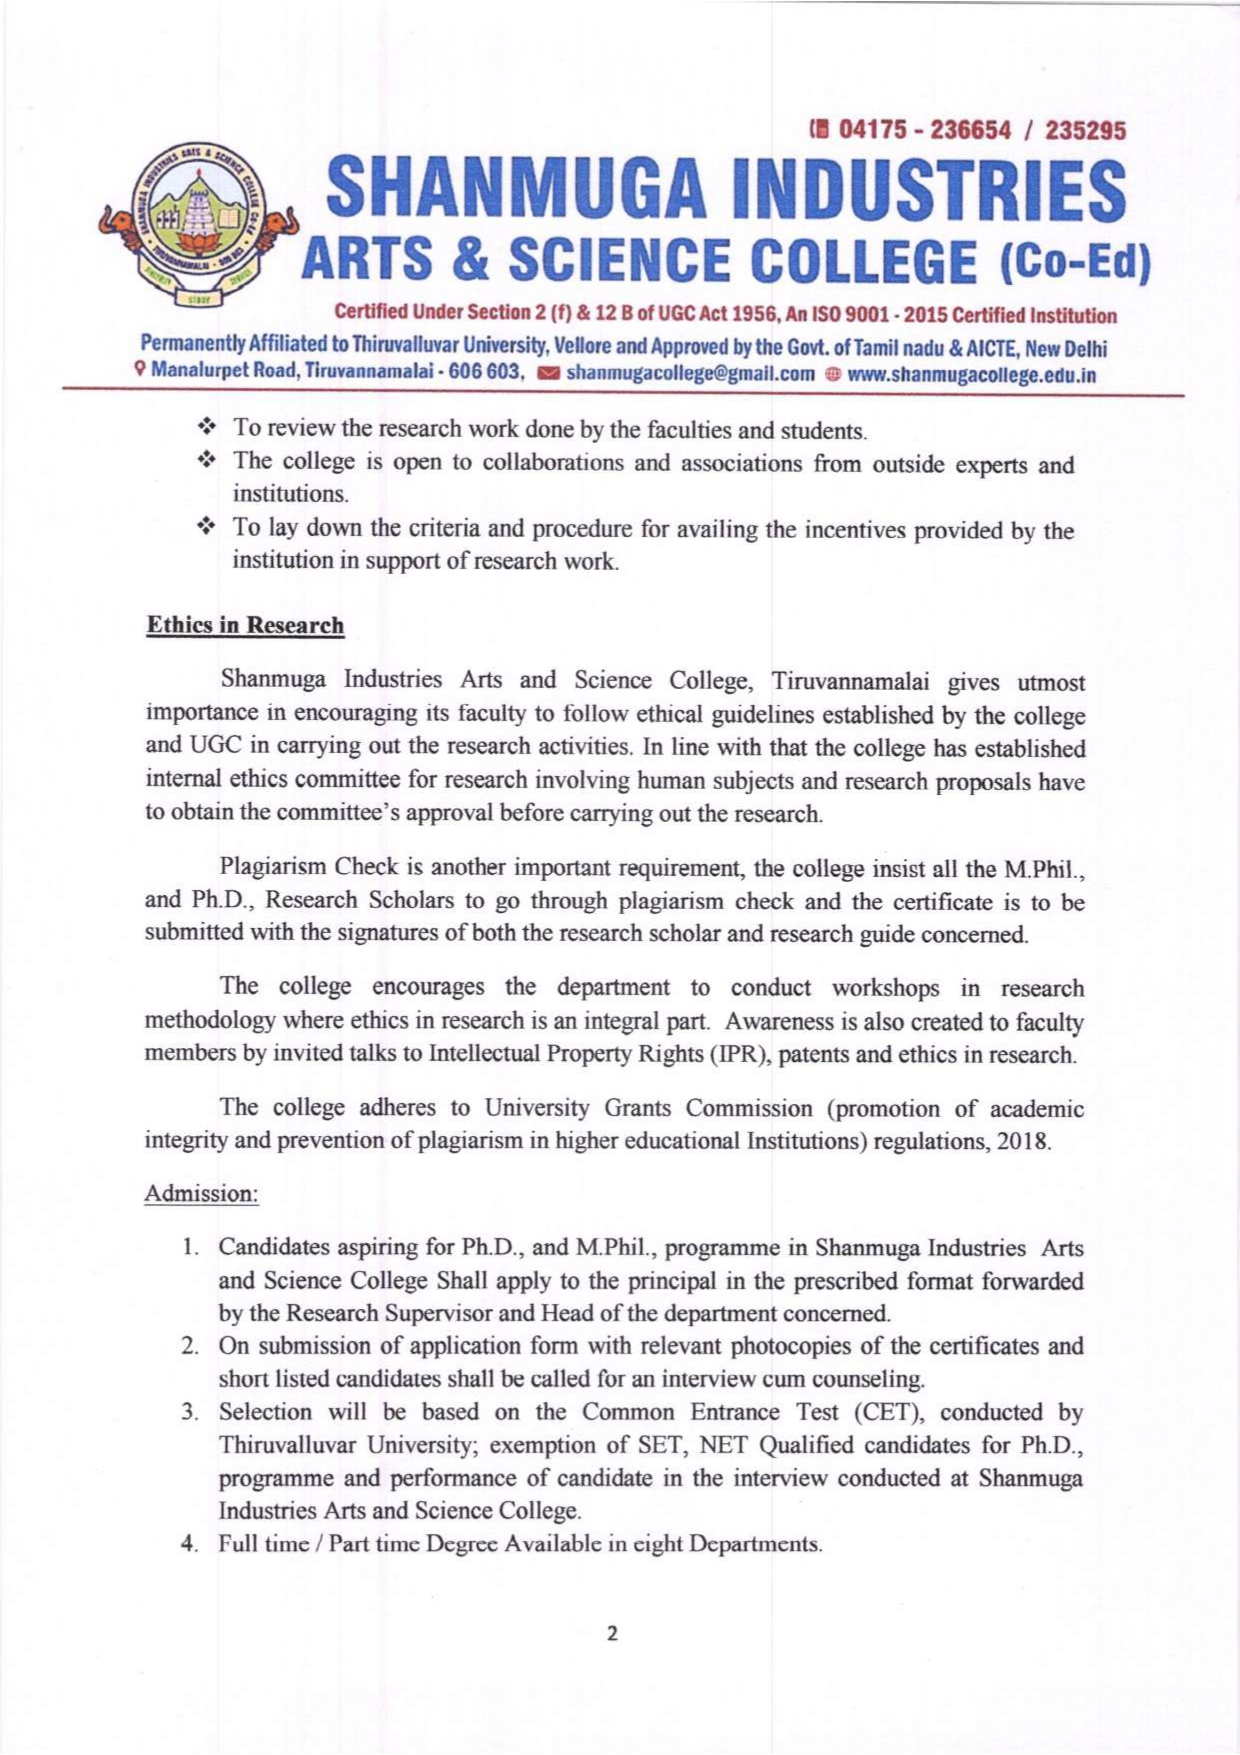 04175 - 236654 / 235295
SHANMUGA INDUSTRIES
ARTS & SCIENCE COLLEGE (Co-Ed)
SHANMUGA INDUSTRIES ARTS & SCIENCE COLLEGE CO-ED
TIRUVANNAMALAI
STUDY
Certified Under Section 2 (f) & 12 B of UGC Act 1956, An ISO 9001 - 2015 Certified Institution
Permanently Affiliated to Thiruvalluvar University, Vellore and Approved by the Govt. of Tamil nadu & AICTE, New Delhi
Manalurpet Road, Tiruvannamalai - 606 603, shanmugacollege@gmail.com www.shanmugacollege.edu.in
❖ To review the research work done by the faculties and students.
❖ The college is open to collaborations and associations from outside experts and
institutions.
❖ To lay down the criteria and procedure for availing the incentives provided by the
institution in support of research work.
Ethics in Research
Shanmuga Industries Arts and Science College, Tiruvannamalai gives utmost
importance in encouraging its faculty to follow ethical guidelines established by the college
and UGC in carrying out the research activities. In line with that the college has established
internal ethics committee for research involving human subjects and research proposals have
to obtain the committee's approval before carrying out the research.
Plagiarism Check is another important requirement, the college insist all the M.Phil.,
and Ph.D., Research Scholars to go through plagiarism check and the certificate is to be
submitted with the signatures of both the research scholar and research guide concerned.
The college encourages the department to conduct workshops in research
methodology where ethics in research is an integral part. Awareness is also created to faculty
members by invited talks to Intellectual Property Rights (IPR), patents and ethics in research.
The college adheres to University Grants Commission (promotion of academic
integrity and prevention of plagiarism in higher educational Institutions) regulations, 2018.
Admission:
1. Candidates aspiring for Ph.D., and M.Phil., programme in Shanmuga Industries Arts
and Science College Shall apply to the principal in the prescribed format forwarded
by the Research Supervisor and Head of the department concerned.
2. On submission of application form with relevant photocopies of the certificates and
short listed candidates shall be called for an interview cum counseling.
3. Selection will be based on the Common Entrance Test (CET), conducted by
Thiruvalluvar University; exemption of SET, NET Qualified candidates for Ph.D.,
programme and performance of candidate in the interview conducted at Shanmuga
Industries Arts and Science College.
4. Full time / Part time Degree Available in eight Departments.
2